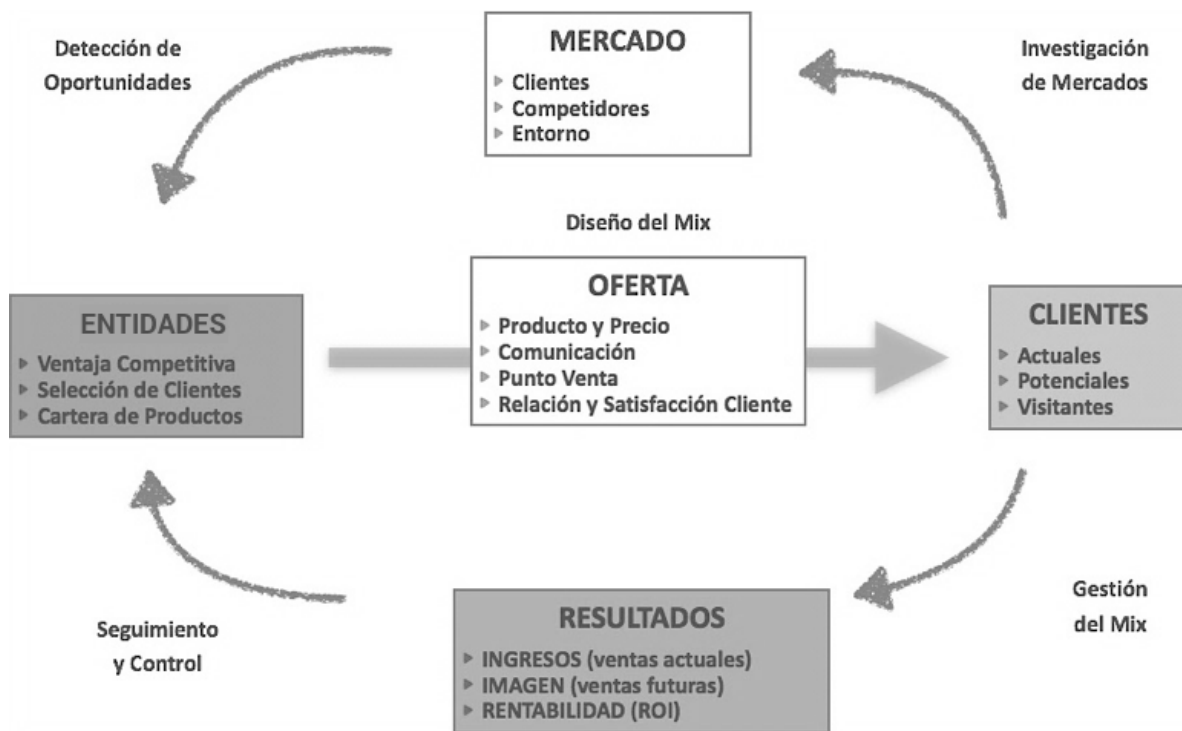 Detección de
Oportunidades
MERCADO
Clientes
Competidores
Entorno
Investigación
de Mercados
Diseño del Mix
ENTIDADES
Ventaja Competitiva
Selección de Clientes
Cartera de Productos
OFERTA
Producto y Precio
Comunicación
Punto Venta
Relación y Satisfacción Cliente
CLIENTES
Actuales
Potenciales
Visitantes
Seguimiento
y Control
RESULTADOS
INGRESOS (ventas actuales)
IMAGEN (ventas futuras)
RENTABILIDAD (ROI)
Gestión
del Mix